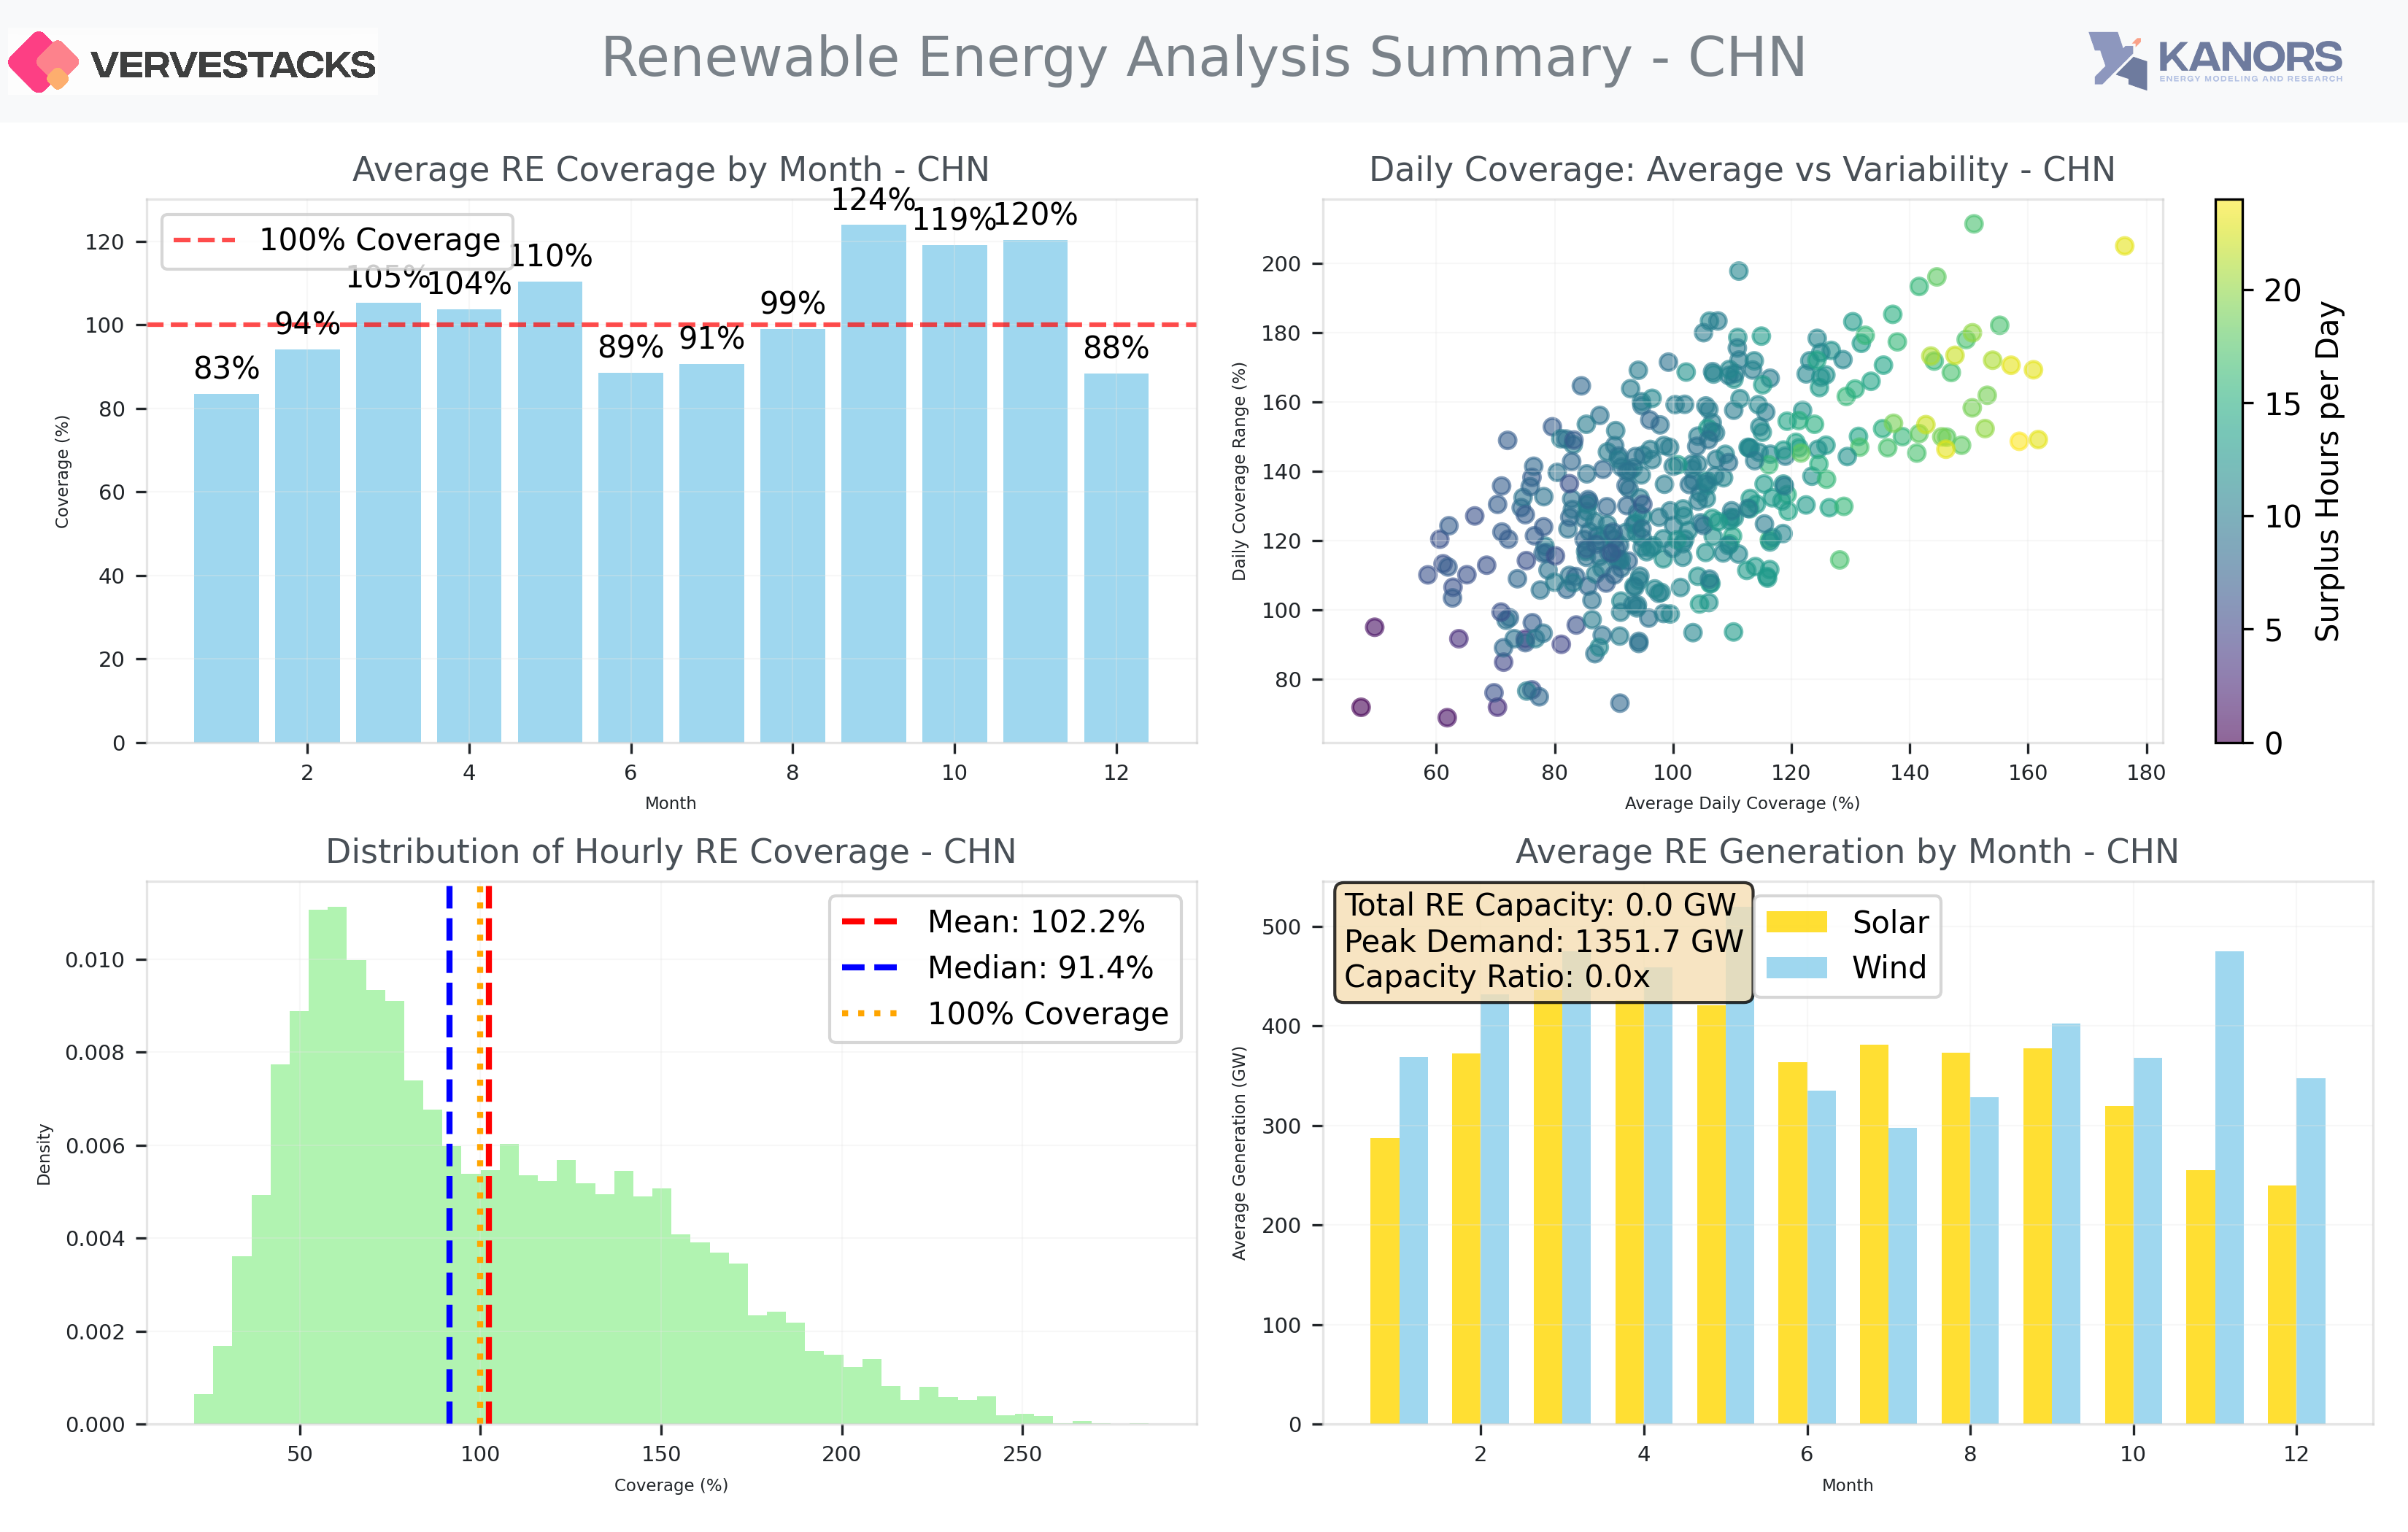 VERVESTACKS
Renewable Energy Analysis Summary - CHN
KANORS
ENERGY MODELING AND RESEARCH
Average RE Coverage by Month - CHN
100% Coverage
83%
94%
105%
104%
110%
89%
91%
99%
124%
119%
120%
88%
Coverage (%)
120
100
80
60
40
20
0
2
4
6
8
10
12
Month
Daily Coverage: Average vs Variability - CHN
Daily Coverage Range (%)
200
180
160
140
120
100
80
60
80
100
120
140
160
180
Average Daily Coverage (%)
20
15
10
5
0
Surplus Hours per Day
Distribution of Hourly RE Coverage - CHN
Mean: 102.2%
Median: 91.4%
100% Coverage
Density
0.010
0.008
0.006
0.004
0.002
0.000
50
100
150
200
250
Coverage (%)
Average RE Generation by Month - CHN
Total RE Capacity: 0.0 GW
Peak Demand: 1351.7 GW
Capacity Ratio: 0.0x
Solar
Wind
Average Generation (GW)
500
400
300
200
100
0
2
4
6
8
10
12
Month